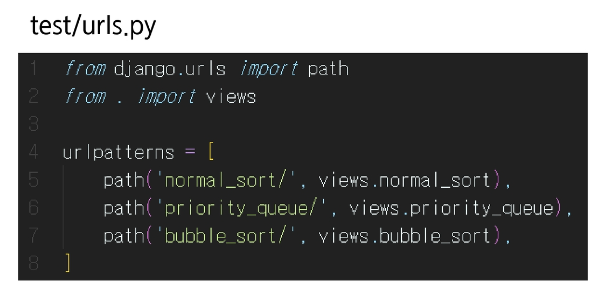 test/urls.py
1 from django.urls import path
2 from . import views
3
4 urlpatterns = [
5     path('normal_sort/', views.normal_sort),
6     path('priority_queue/', views.priority_queue),
7     path('bubble_sort/', views.bubble_sort),
8 ]